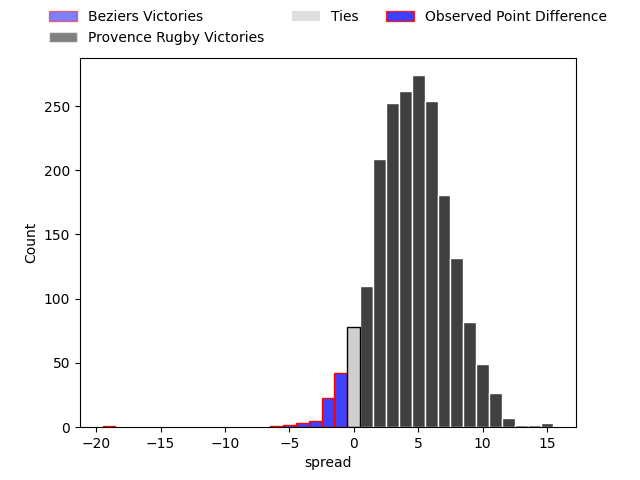 Beziers Victories
Ties
Observed Point Difference
Provence Rugby Victories
Count
250
200
150
100
50
0
−20 −15 −10 −5 0 5 10 15
spread